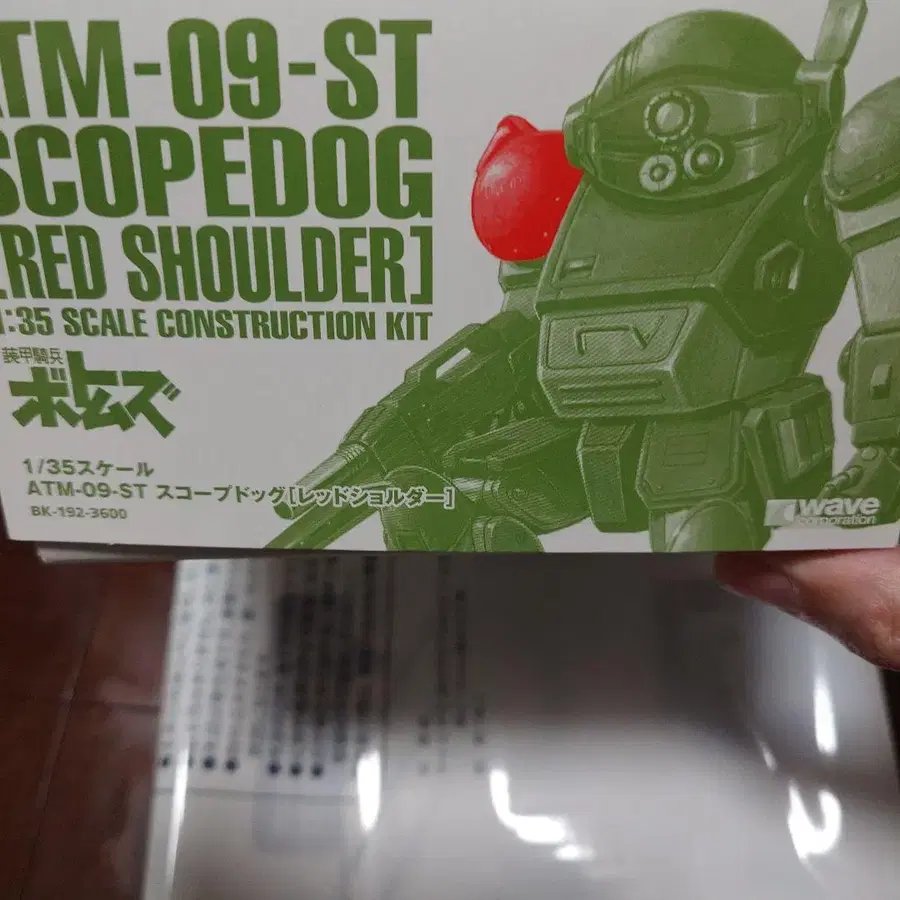 ATM-09-ST
SCOPEDOG
[RED SHOULDER]
1:35 SCALE CONSTRUCTION KIT
装甲騎兵
ボトムズ
1/35スケール
ATM-09-ST スコープドッグ[レッドショルダー]
BK-192-3600
wave
corporation